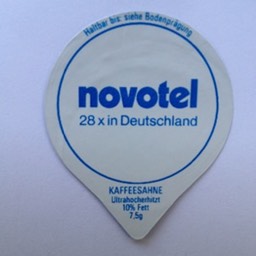 Haltbar bis: siehe Bodenprägung
novotel
28 x in Deutschland
KAFFEESAHNE
Ultrahocherhitzt
10% Fett
7,5g